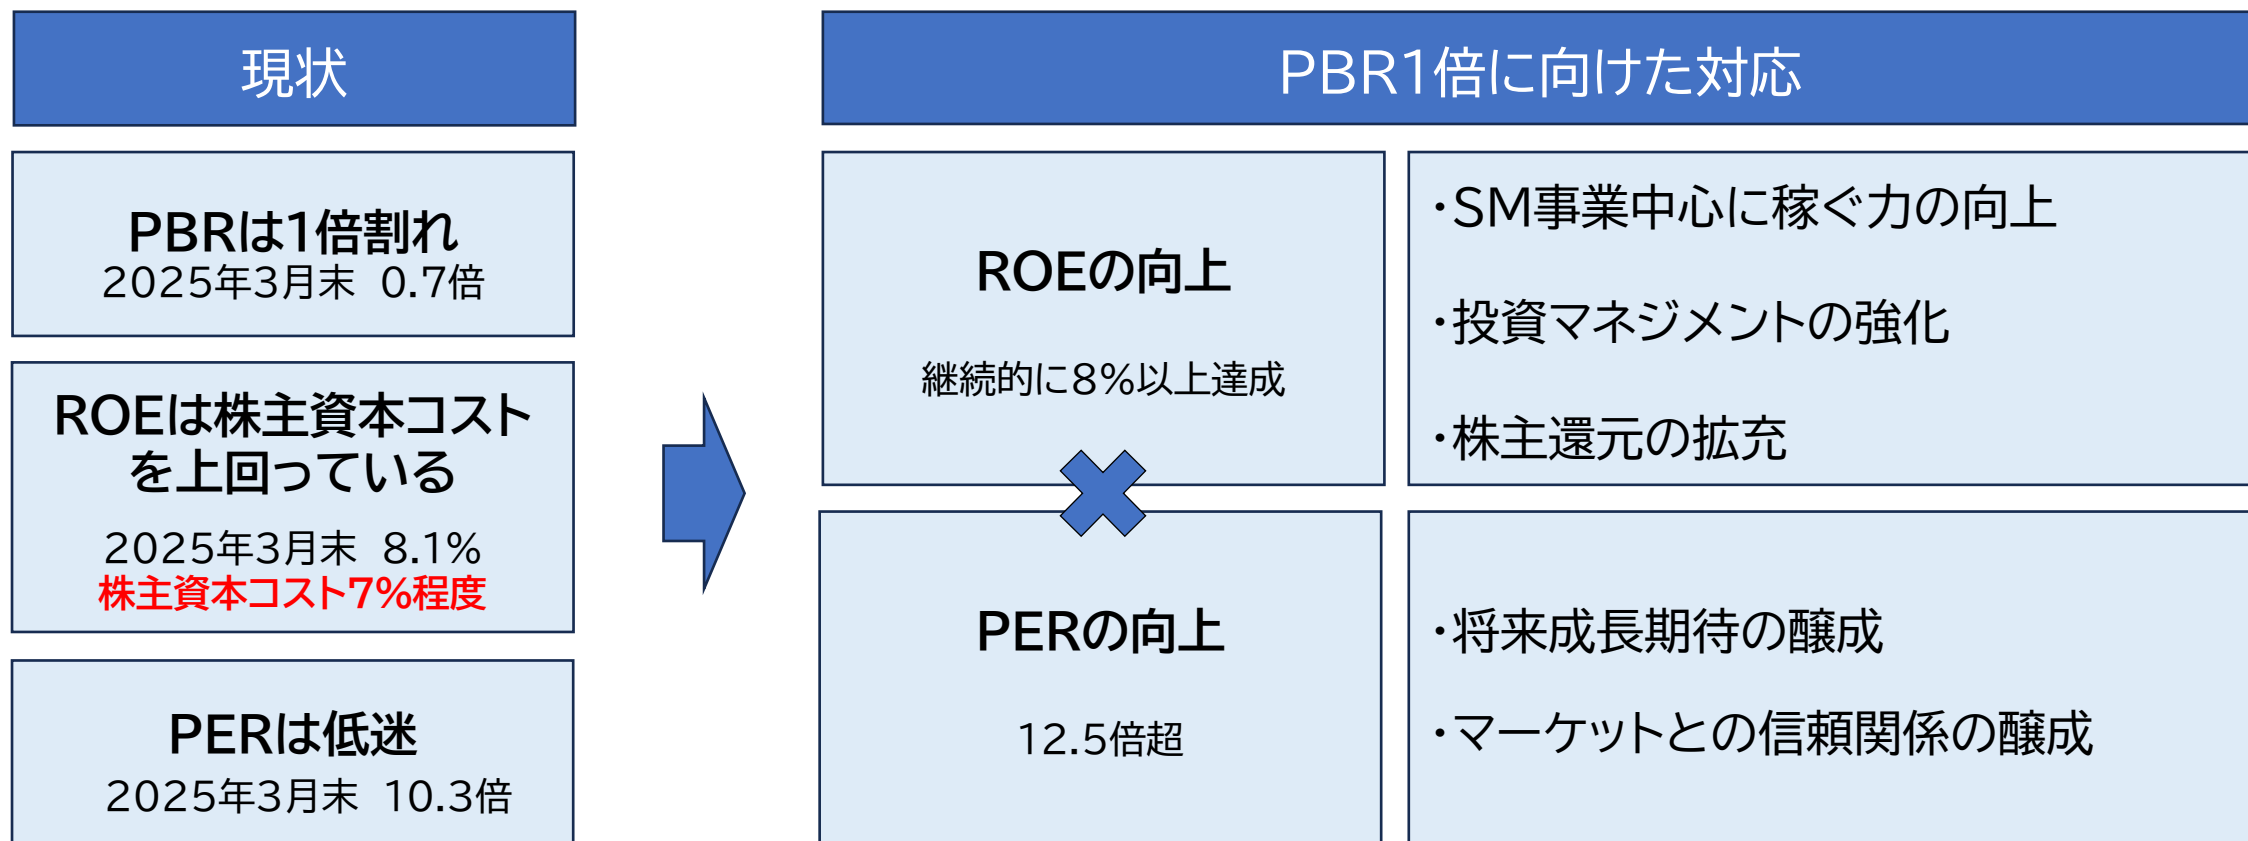 現状
PBRは1倍割れ
2025年3月末 0.7倍
ROEは株主資本コスト
を上回っている
2025年3月末 8.1%
株主資本コスト7%程度
PERは低迷
2025年3月末 10.3倍
PBR1倍に向けた対応
ROEの向上
継続的に8%以上達成
・SM事業中心に稼ぐ力の向上
・投資マネジメントの強化
・株主還元の拡充
PERの向上
12.5倍超
・将来成長期待の醸成
・マーケットとの信頼関係の醸成